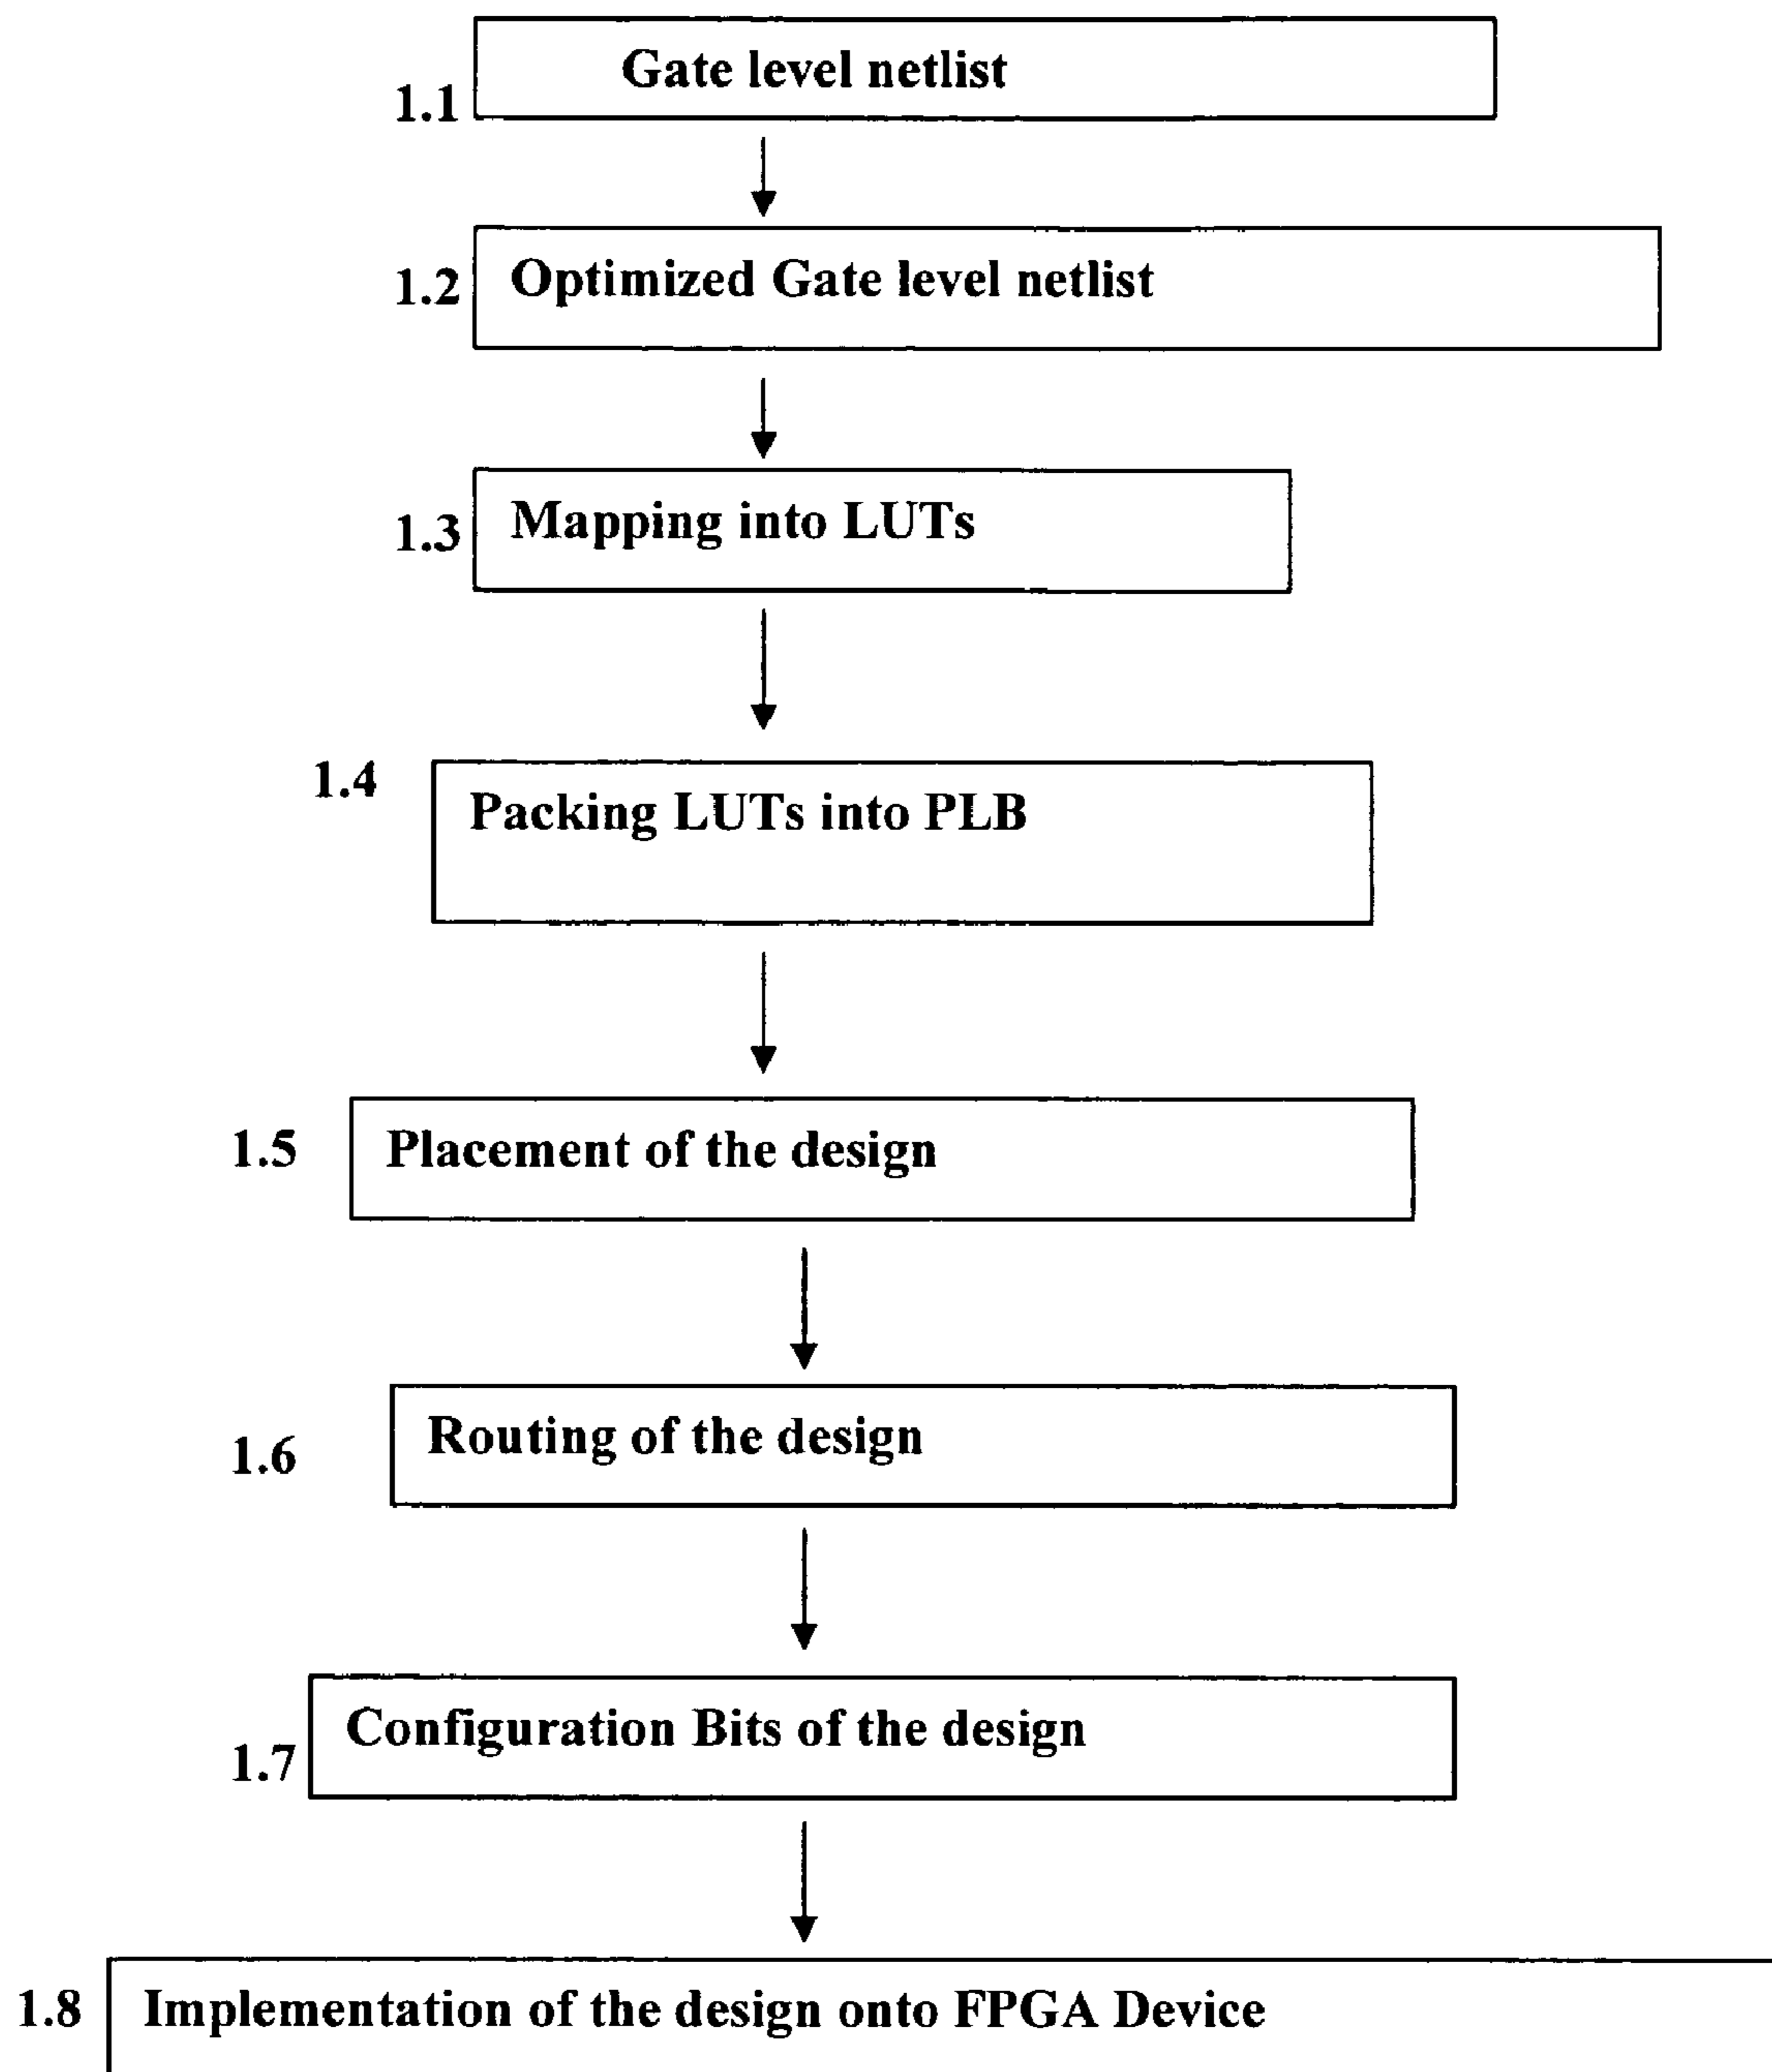 Gate level netlist
1.1
1.2 Optimized Gate level netlist
1.3 Mapping into LUTs
1.4 Packing LUTs into PLB
1.5 Placement of the design
1.6 Routing of the design
Configuration Bits of the design
1.7
1.8 Implementation of the design onto FPGA Device